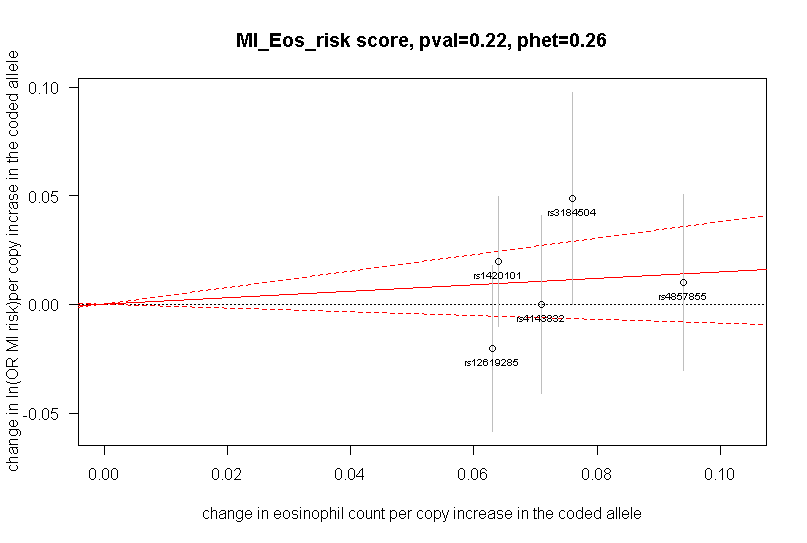 MI_Eos_risk score, pval=0.22, phet=0.26
change in ln(OR MI risk)per copy incrase in the coded allele
0.10
0.05
0.00
-0.05
rs3184504
rs1420101
rs4857855
rs4143832
rs12619285
0.00 0.02 0.04 0.06 0.08 0.10
change in eosinophil count per copy increase in the coded allele